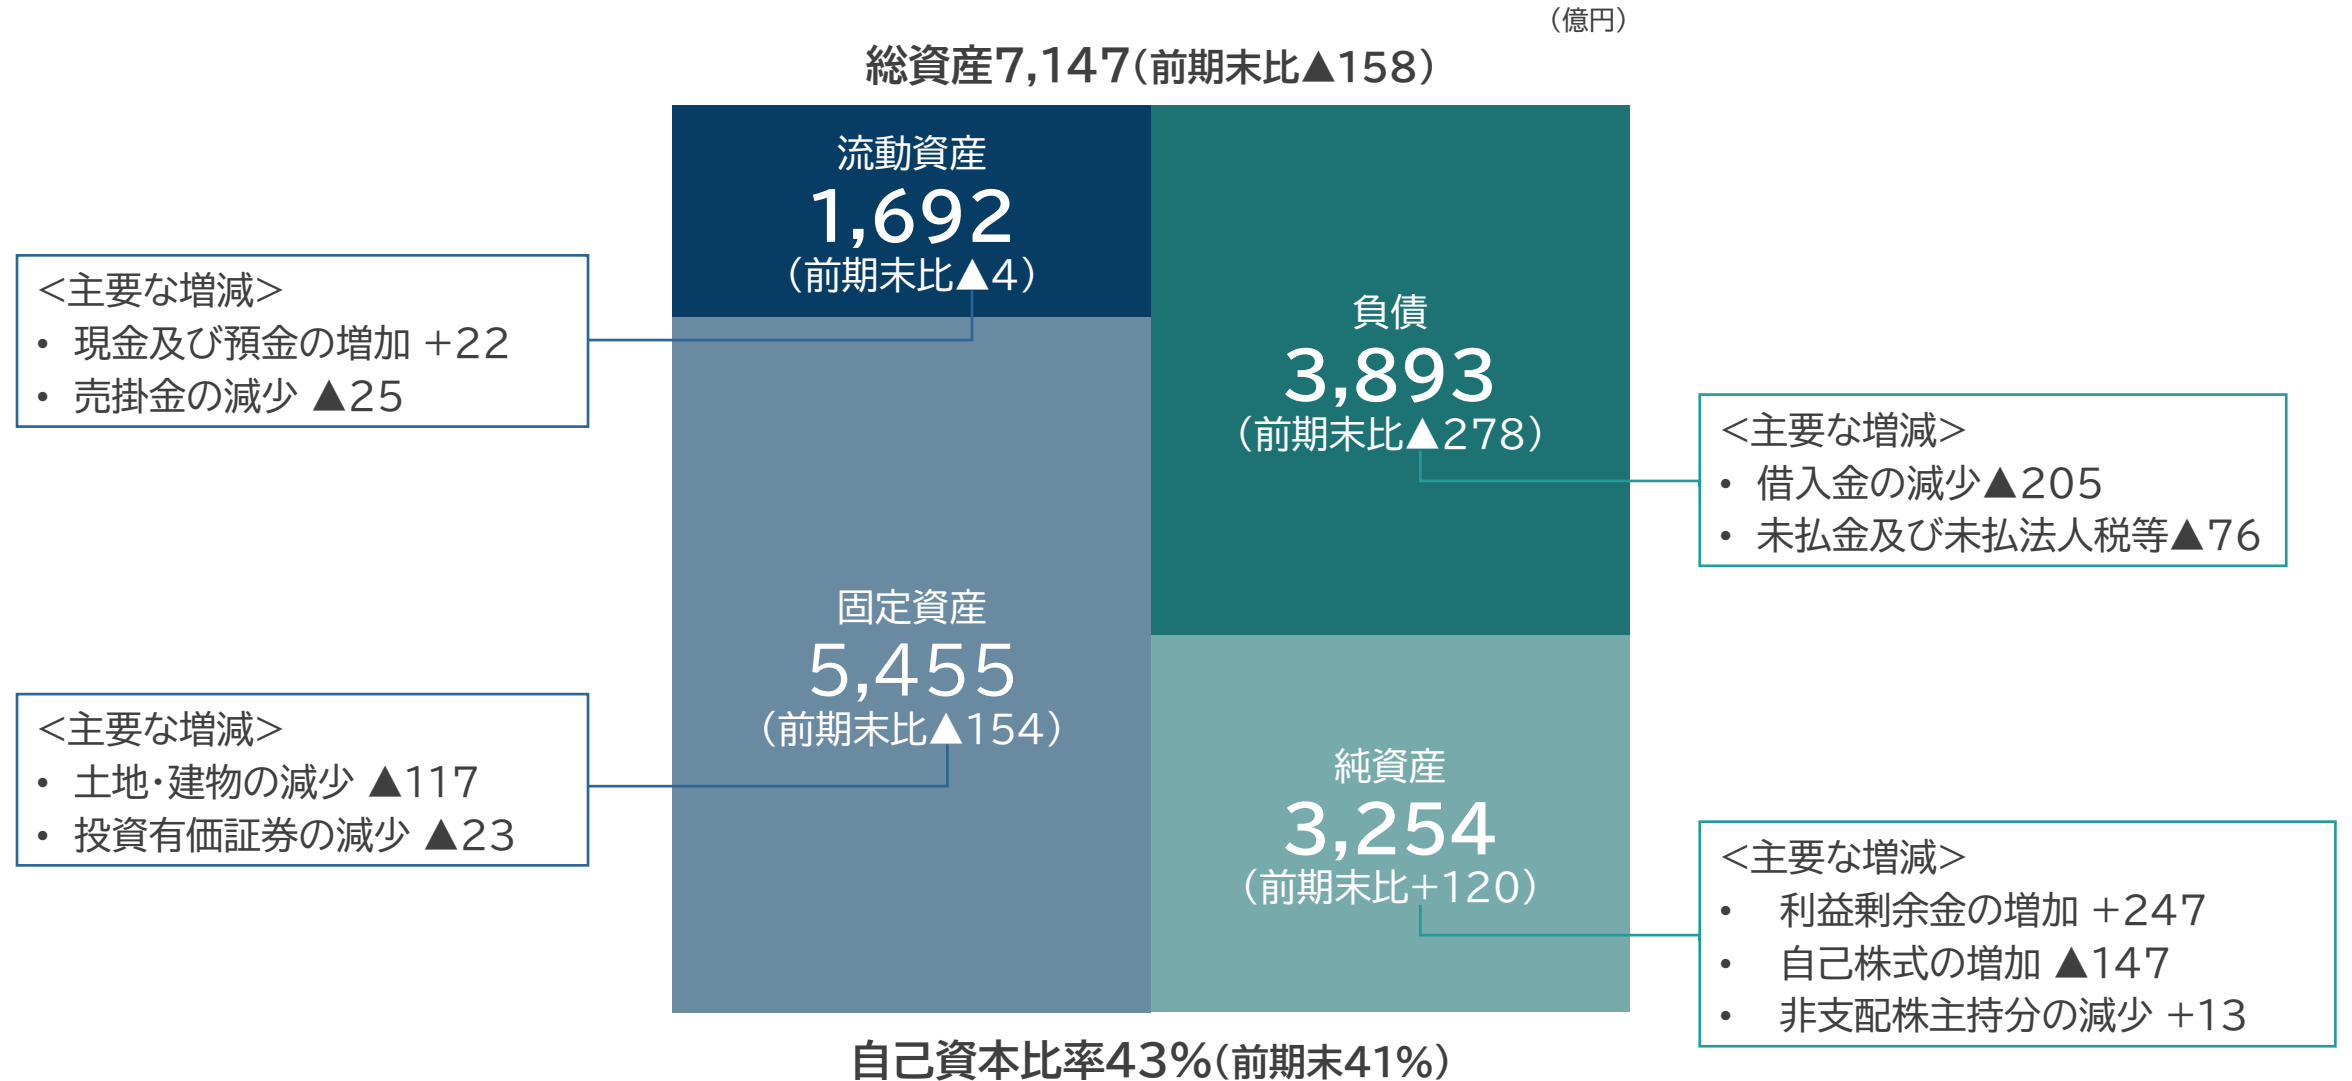 （億円）
総資産7,147（前期末比▲158）
流動資産
1,692
（前期末比▲4）
＜主要な増減＞
• 現金及び預金の増加 +22
• 売掛金の減少 ▲25
固定資産
5,455
（前期末比▲154）
＜主要な増減＞
• 土地・建物の減少 ▲117
• 投資有価証券の減少 ▲23
負債
3,893
（前期末比▲278）
＜主要な増減＞
• 借入金の減少▲205
• 未払金及び未払法人税等▲76
純資産
3,254
（前期末比+120）
＜主要な増減＞
• 利益剰余金の増加 +247
• 自己株式の増加 ▲147
• 非支配株主持分の減少 +13
自己資本比率43%（前期末41%）